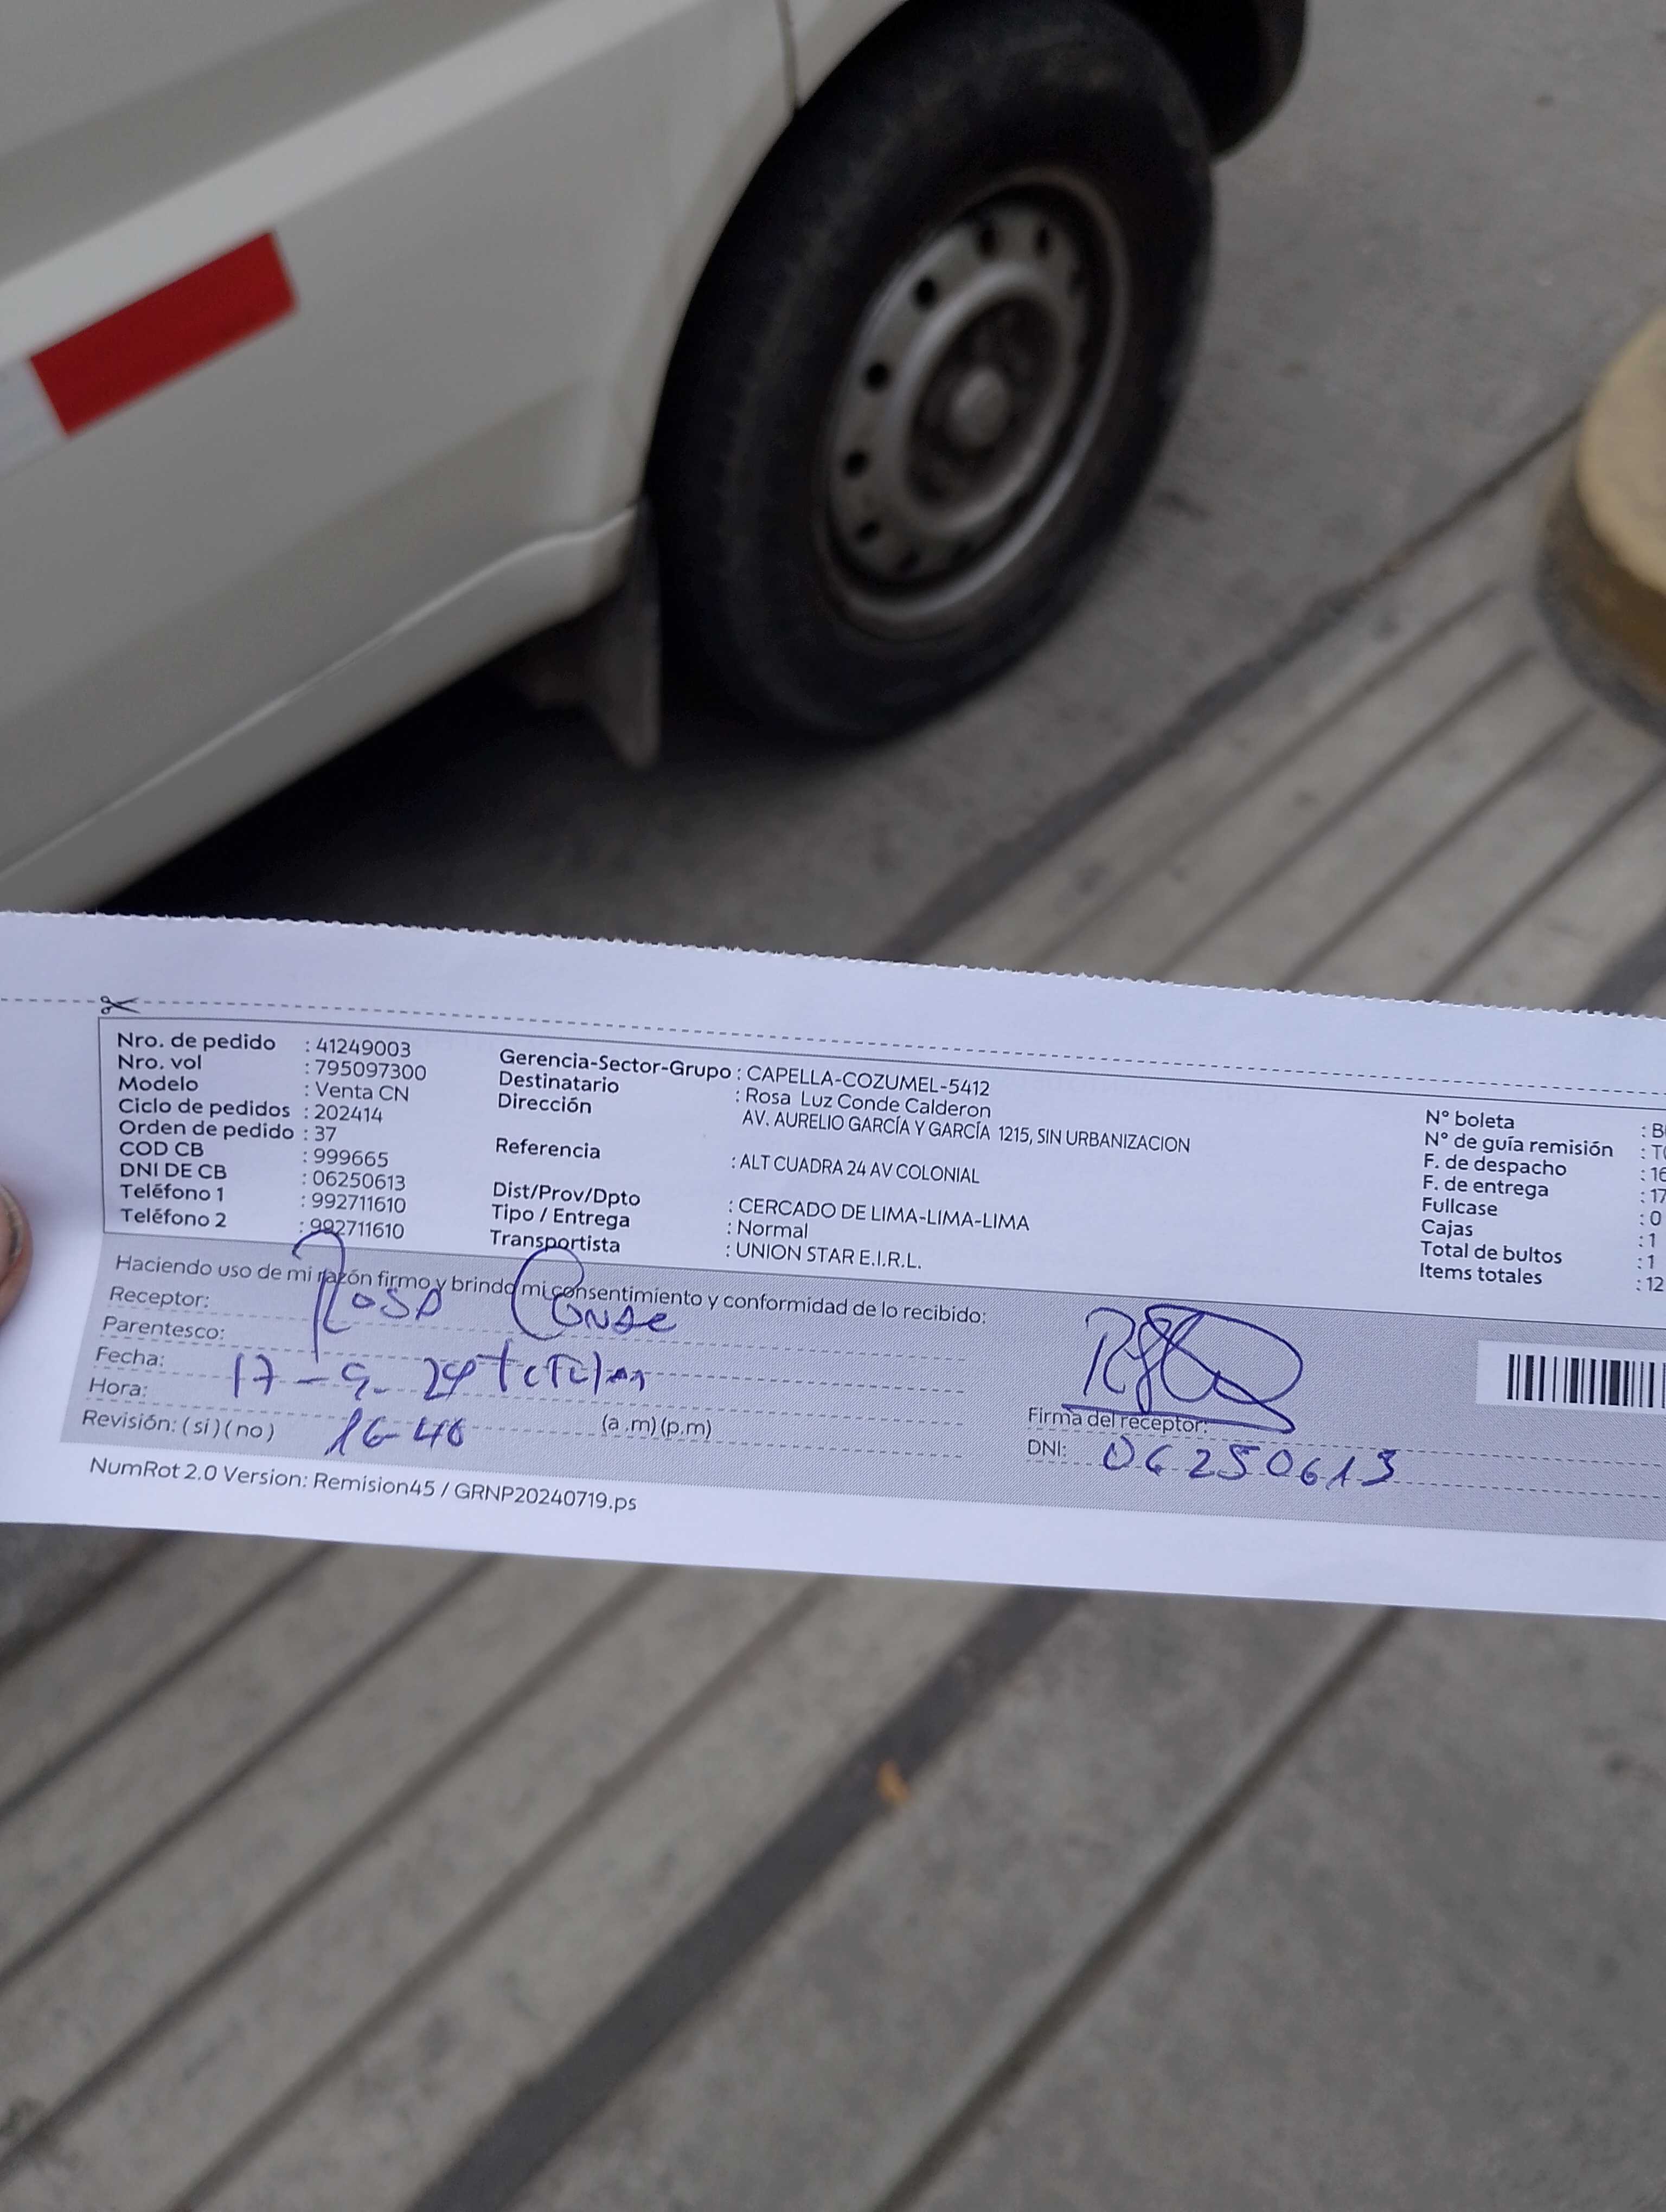 Nro. de pedido : 41249003
Nro. vol : 795097300
Modelo : Venta CN
Ciclo de pedidos : 202414
Orden de pedido : 37
COD CB : 999665
DNI DE CB : 06250613
Teléfono 1 : 992711610
Teléfono 2 : 992711610
Gerencia-Sector-Grupo : CAPELLA-COZUMEL-5412
Destinatario : Rosa Luz Conde Calderon
Dirección AV. AURELIO GARCÍA Y GARCÍA 1215, SIN URBANIZACION
Referencia : ALT CUADRA 24 AV COLONIAL
Dist/Prov/Dpto : CERCADO DE LIMA-LIMA-LIMA
Tipo / Entrega : Normal
Transportista : UNION STAR E.I.R.L.
N° boleta : B
N° de guía remisión : T
F. de despacho : 16
F. de entrega : 17
Fullcase : 0
Cajas : 1
Total de bultos : 1
Items totales : 12
Haciendo uso de mi razón firmo y brindo mi consentimiento y conformidad de lo recibido:
Receptor: Rosa Conde
Parentesco:
Fecha: 17-9-24
Hora: 16-40
Revisión: (si) (no) (a.m) (p.m)
Firma del receptor:
DNI: 06250613
NumRot 2.0 Version: Remision45 / GRNP20240719.ps